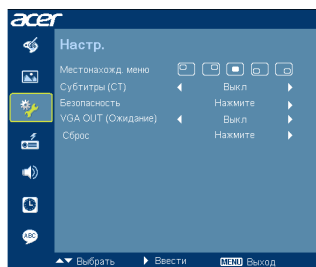 acer
Настр.
Местонахожд. меню
Субтитры (СТ) Выкл
Безопасность Нажмите
VGA OUT (Ожидание) Выкл
Сброс Нажмите
ABC
Выбрать Ввести MENU Выход